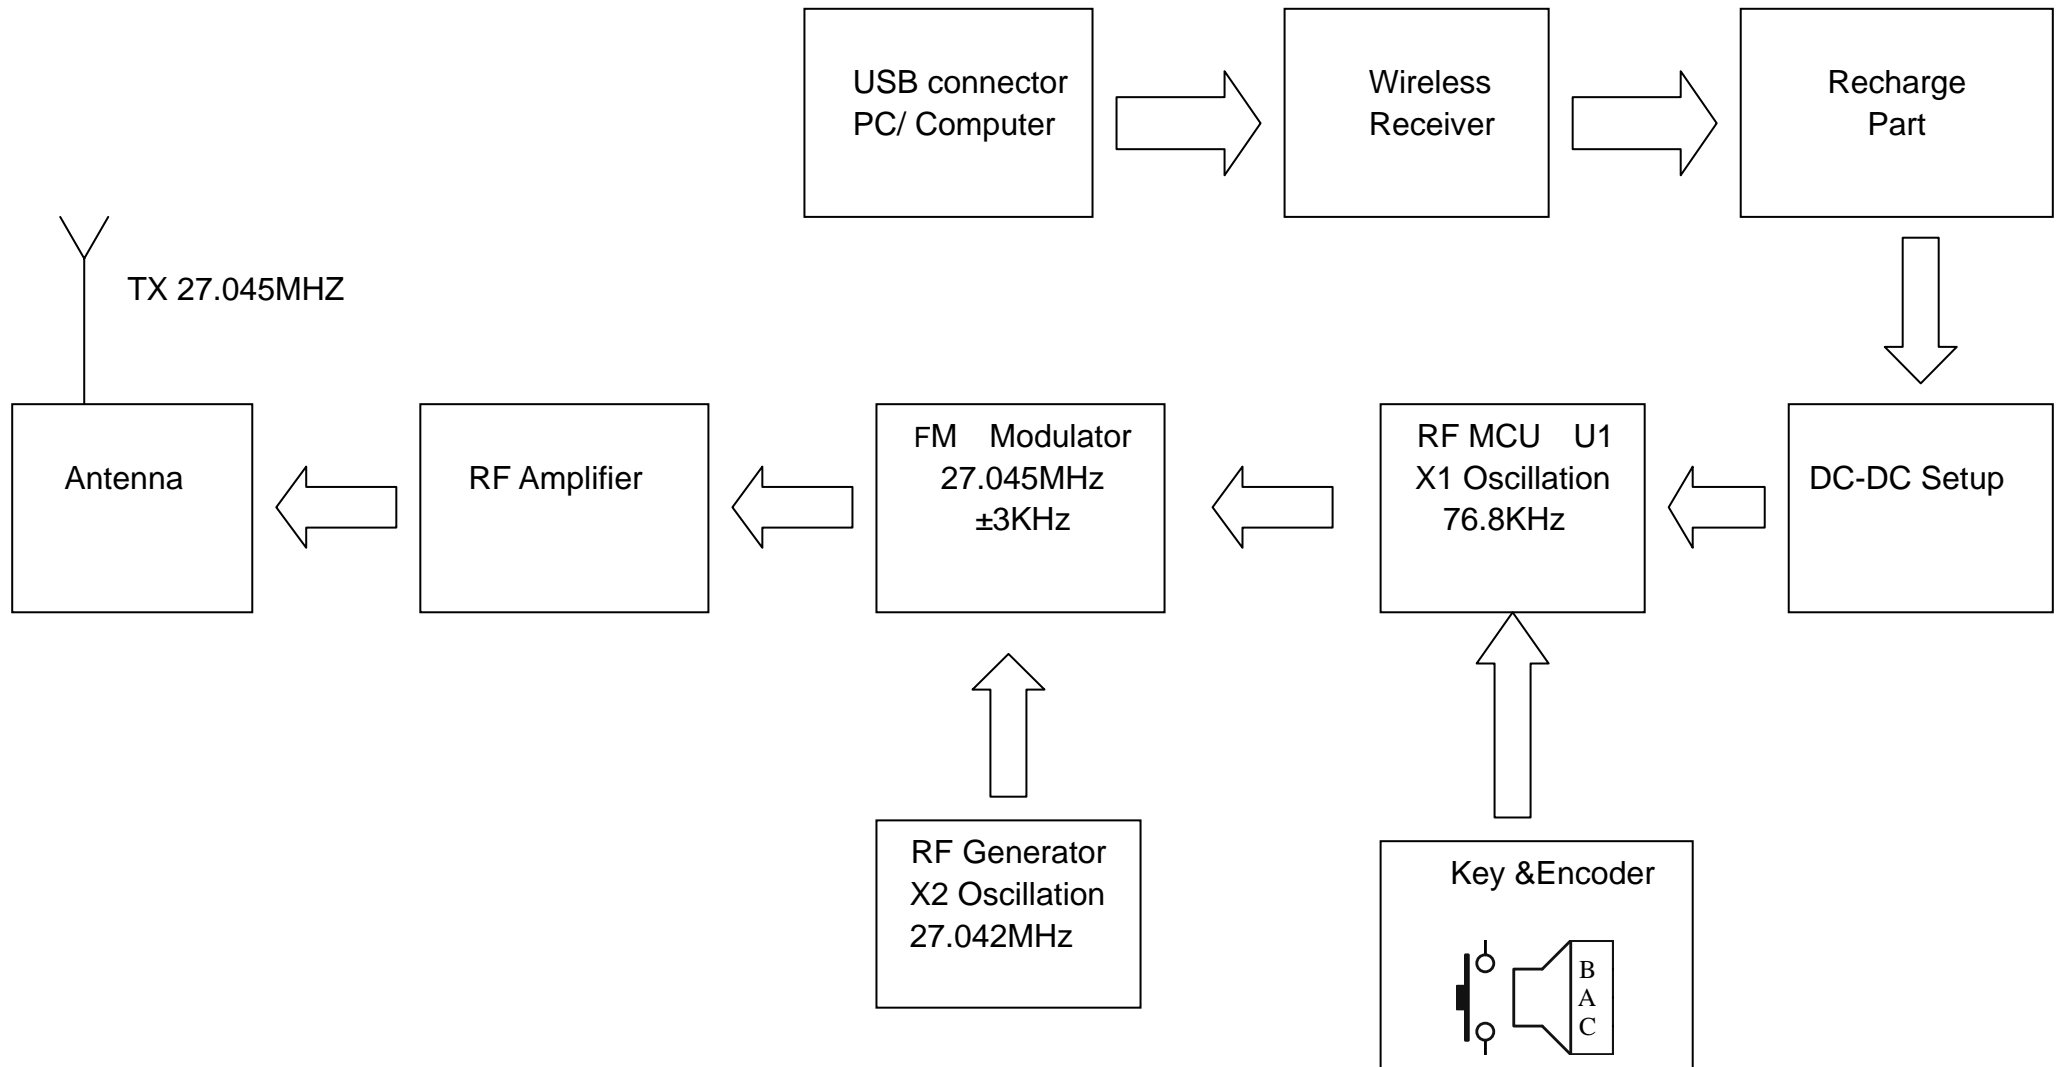 USB connector
PC/ Computer
Wireless
Receiver
Recharge
Part
TX 27.045MHZ
Antenna
RF Amplifier
FM Modulator
27.045MHz
±3KHz
RF MCU U1
X1 Oscillation
76.8KHz
DC-DC Setup
RF Generator
X2 Oscillation
27.042MHz
Key &Encoder
B
A
C